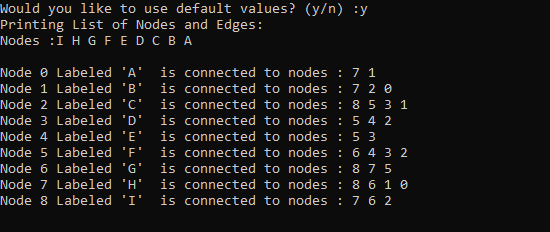 Would you like to use default values? (y/n) :y
Printing List of Nodes and Edges:
Nodes :I H G F E D C B A
Node 0 Labeled 'A'  is connected to nodes : 7 1
Node 1 Labeled 'B'  is connected to nodes : 7 2 0
Node 2 Labeled 'C'  is connected to nodes : 8 5 3 1
Node 3 Labeled 'D'  is connected to nodes : 5 4 2
Node 4 Labeled 'E'  is connected to nodes : 5 3
Node 5 Labeled 'F'  is connected to nodes : 6 4 3 2
Node 6 Labeled 'G'  is connected to nodes : 8 7 5
Node 7 Labeled 'H'  is connected to nodes : 8 6 1 0
Node 8 Labeled 'I'  is connected to nodes : 7 6 2